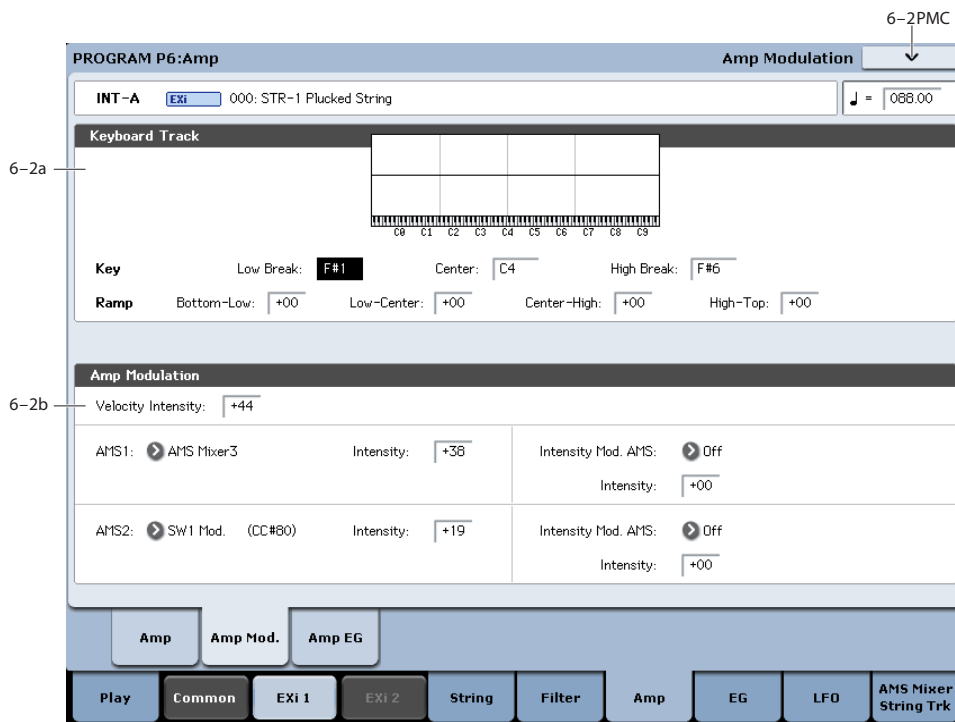 6–2PMC
PROGRAM P6:Amp Amp Modulation
INT-A EXi 000: STR-1 Plucked String ♩ = 088.00
Keyboard Track
6–2a
C0 C1 C2 C3 C4 C5 C6 C7 C8 C9
Key Low Break: F#1 Center: C4 High Break: F#6
Ramp Bottom-Low: +00 Low-Center: +00 Center-High: +00 High-Top: +00
Amp Modulation
6–2b
Velocity Intensity: +44
AMS1: AMS Mixer3 Intensity: +38 Intensity Mod. AMS: Off
Intensity: +00
AMS2: SW1 Mod. (CC#80) Intensity: +19 Intensity Mod. AMS: Off
Intensity: +00
Amp Amp Mod. Amp EG
Play Common EXi 1 EXi 2 String Filter Amp EG LFO AMS Mixer
String Trk